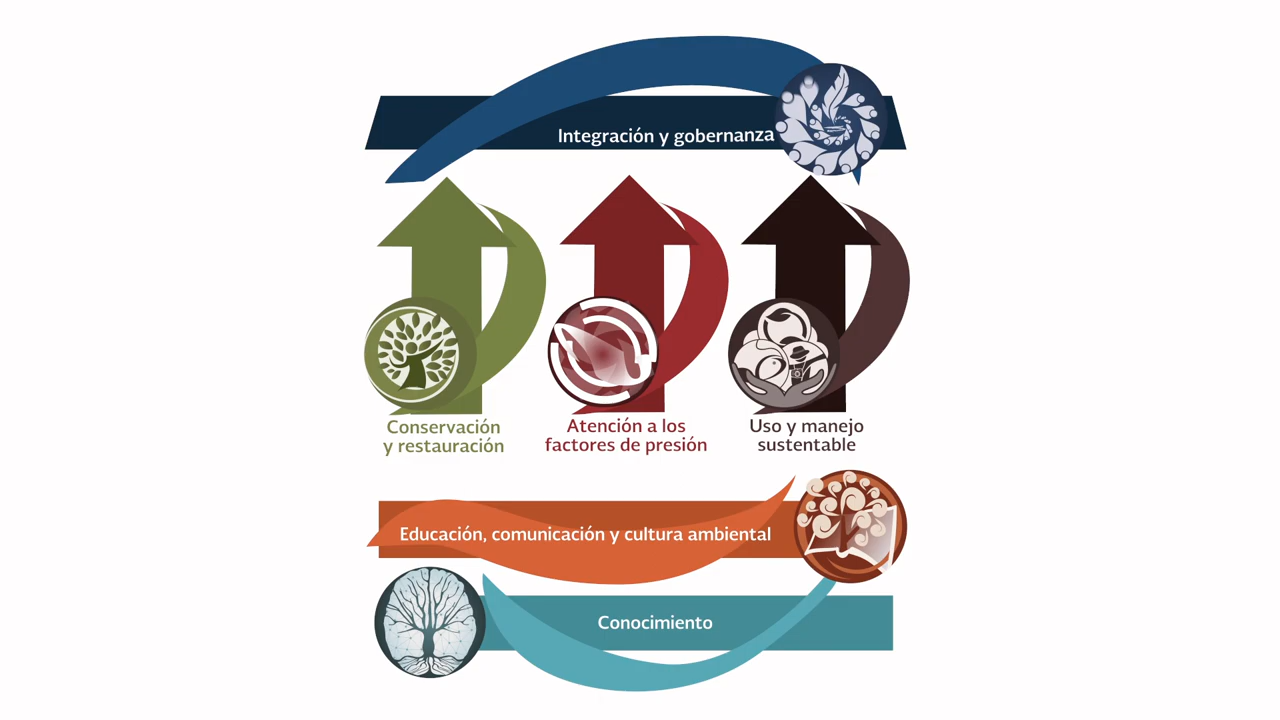 Integración y gobernanza
Conservación
y restauración
Atención a los
factores de presión
Uso y manejo
sustentable
Educación, comunicación y cultura ambiental
Conocimiento